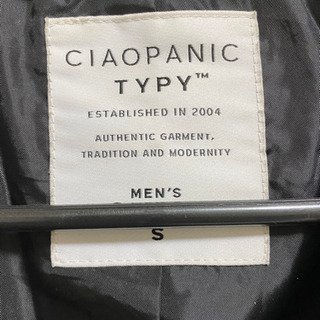 CIAOPANIC
TYPY™
ESTABLISHED IN 2004
AUTHENTIC GARMENT,
TRADITION AND MODERNITY
MEN'S
S